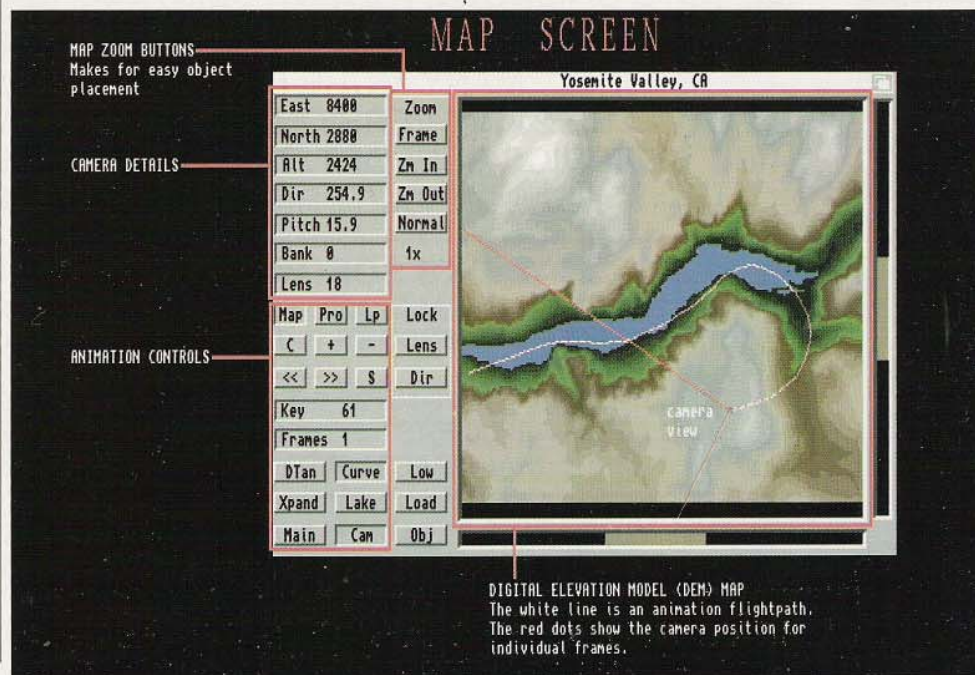 MAP SCREEN
MAP ZOOM BUTTONS
Makes for easy object
placement
CAMERA DETAILS
ANIMATION CONTROLS
Yosemite Valley, CA
East 8400
North 2880
Alt 2424
Dir 254.9
Pitch 15.9
Bank 0
Lens 18
Zoom
Frame
Zm In
Zm Out
Normal
1x
Map Pro Lp Lock
C + - Lens
<< >> S Dir
Key 61
Frames 1
DTan Curve Low
Xpand Lake Load
Main Cam Obj
camera
view
DIGITAL ELEVATION MODEL (DEM) MAP
The white line is an animation flightpath.
The red dots show the camera position for
individual frames.